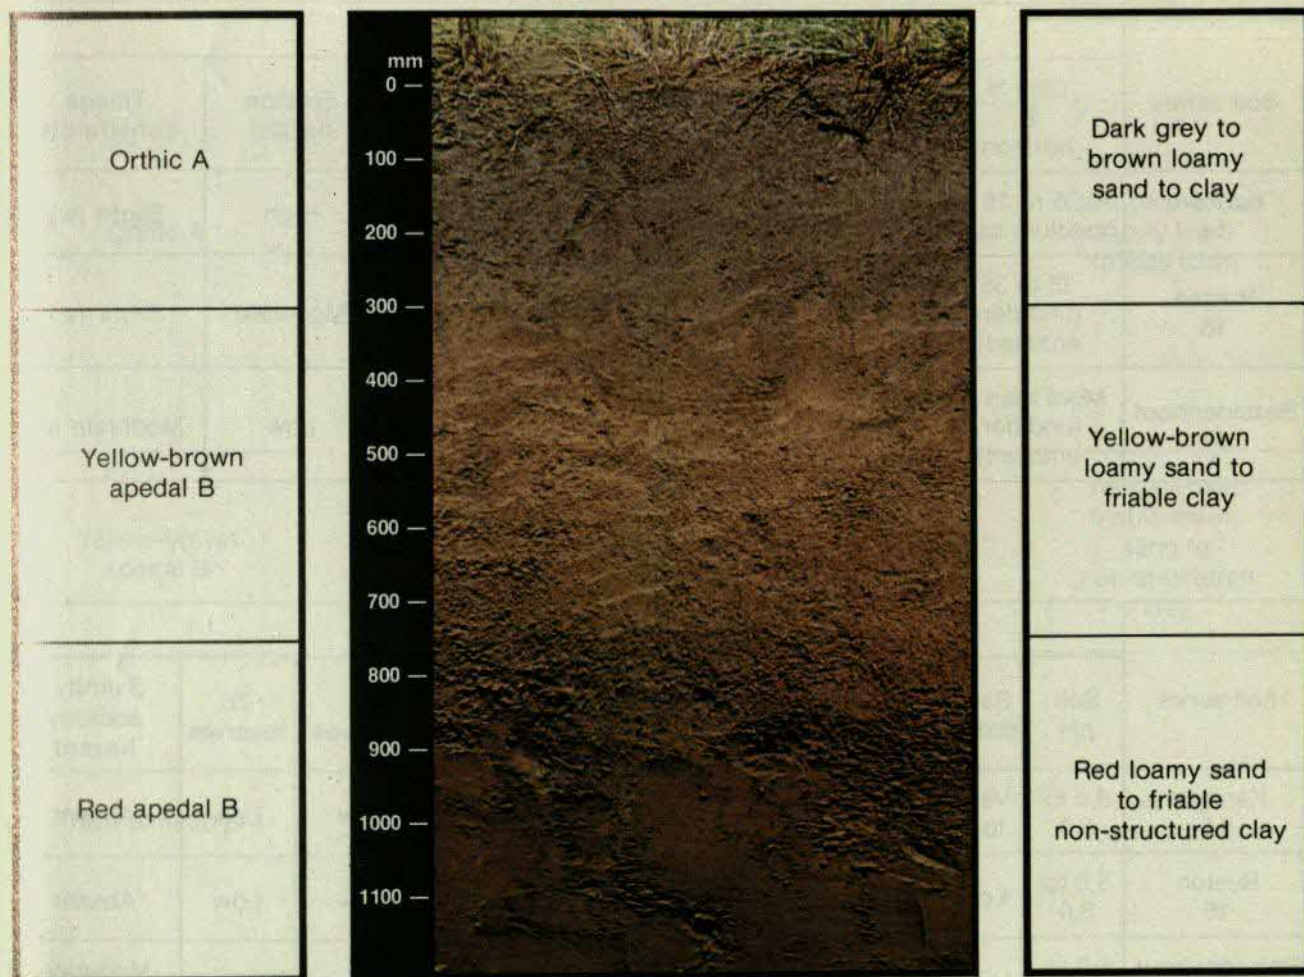 Orthic A
Yellow-brown
apedal B
Red apedal B
mm
0
100
200
300
400
500
600
700
800
900
1000
1100
Dark grey to
brown loamy
sand to clay
Yellow-brown
loamy sand to
friable clay
Red loamy sand
to friable
non-structured clay